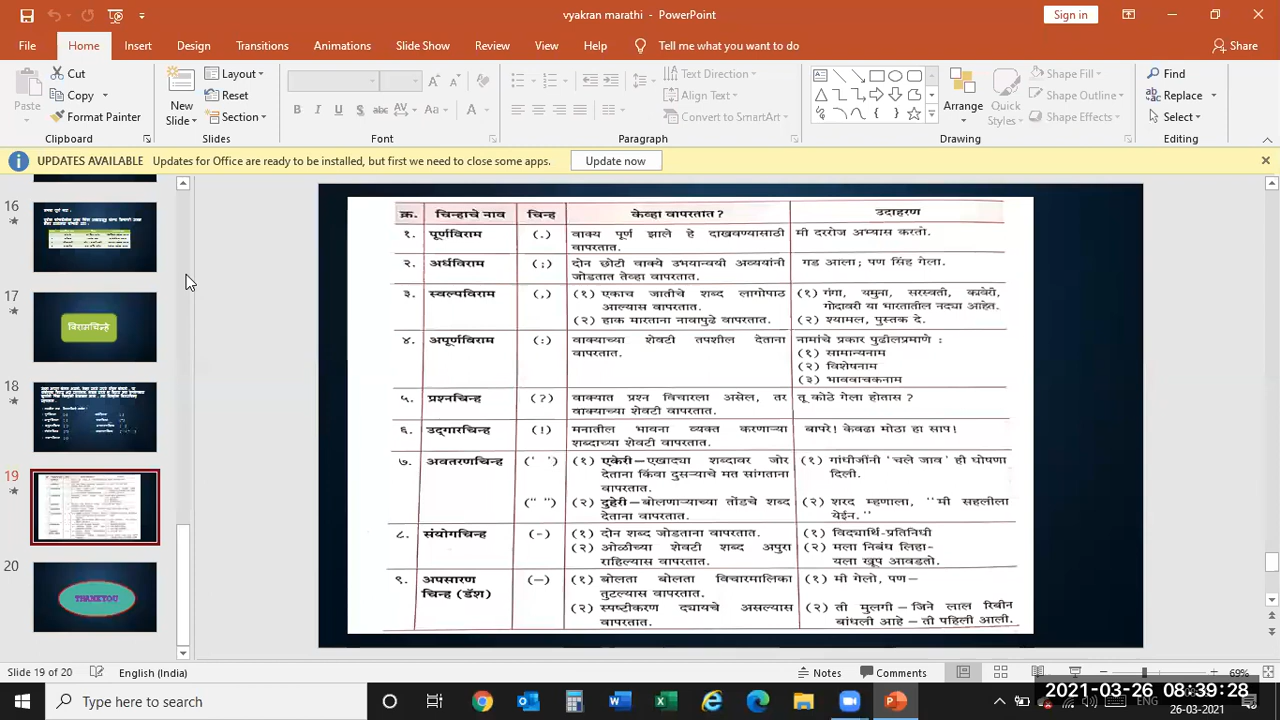 vyakran marathi - PowerPoint
Sign in
File Home Insert Design Transitions Animations Slide Show Review View Help Tell me what you want to do Share
Paste Cut Copy Format Painter
New Slide Layout Reset Section
Text Direction Align Text Convert to SmartArt
Arrange Quick Styles Shape Fill Shape Outline Shape Effects
Find Replace Select
Clipboard Slides Font Paragraph Drawing Editing
UPDATES AVAILABLE Updates for Office are ready to be installed, but first we need to close some apps. Update now
16
17
विरामचिन्हे
18
19
20
THANK YOU
क्र. चिन्हाचे नाव चिन्ह केव्हा वापरतात ? उदाहरण
१. पूर्णविराम (.) वाक्य पूर्ण झाले हे दाखवण्यासाठी मी दररोज अभ्यास करतो.
वापरतात.
२. अर्धविराम (;) दोन छोटी वाक्ये उभयान्वयी अव्ययांनी गड आला; पण सिंह गेला.
जोडतात तेव्हा वापरतात.
३. स्वल्पविराम (,) (१) एकाच जातीचे शब्द लागोपाठ (१) गंगा, यमुना, सरस्वती, कावेरी,
आल्यास वापरतात. गोदावरी या भारतातील नद्या आहेत.
(२) हाक मारताना नावापुढे वापरतात. (२) श्यामल, पुस्तक दे.
४. अपूर्णविराम (:) वाक्याच्या शेवटी तपशील देताना नामांचे प्रकार पुढीलप्रमाणे :
वापरतात. (१) सामान्यनाम
(२) विशेषनाम
(३) भाववाचकनाम
५. प्रश्नचिन्ह (?) वाक्यात प्रश्न विचारला असेल, तर तू कोठे गेला होतास ?
वाक्याच्या शेवटी वापरतात.
६. उद्‌गारचिन्ह (!) मनातील भावना व्यक्त करणाऱ्या बापरे! केवढा मोठा हा साप!
शब्दाच्या शेवटी वापरतात.
७. अवतरणचिन्ह (' ') (१) एकेरी—एखाद्या शब्दावर जोर (१) गांधीजींनी 'चले जाव' ही घोषणा
देताना किंवा दुसऱ्याचे मत सांगताना दिली.
वापरतात.
(" ") (२) दुहेरी—बोलणाऱ्याच्या तोंडचे शब्द (२) शरद म्हणाला, "मी सहलीला
देताना वापरतात. येईन."
८. संयोगचिन्ह (-) (१) दोन शब्द जोडताना वापरतात. (१) विद्यार्थि-प्रतिनिधी
(२) ओळीच्या शेवटी शब्द अपुरा (२) मला निबंध लिहा-
राहिल्यास वापरतात. यला खूप आवडतो.
९. अपसारण (—) (१) बोलता बोलता विचारमालिका (१) मी गेलो, पण—
चिन्ह (डॅश) तुटल्यास वापरतात.
(२) स्पष्टीकरण द्यायचे असल्यास (२) ती मुलगी — जिने लाल रिबीन
वापरतात. बांधली आहे — ती पहिली आली.
Slide 19 of 20 English (India) Notes Comments 69%
Type here to search
ENG
2021-03-26 08:39:28
26-03-2021